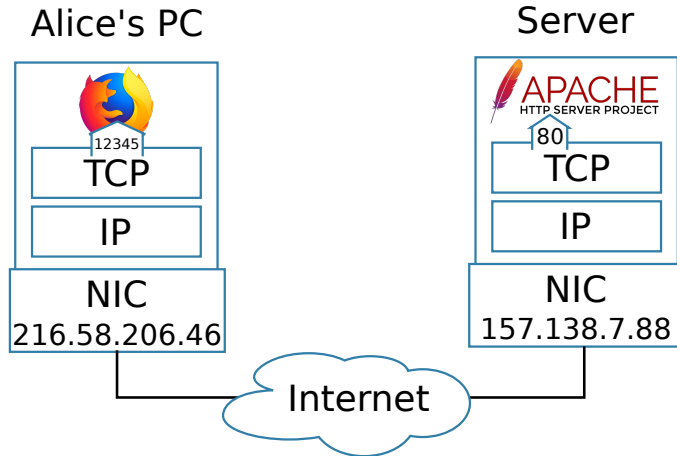 Alice's PC
12345
TCP
IP
NIC
216.58.206.46
Server
APACHE
HTTP SERVER PROJECT
80
TCP
IP
NIC
157.138.7.88
Internet